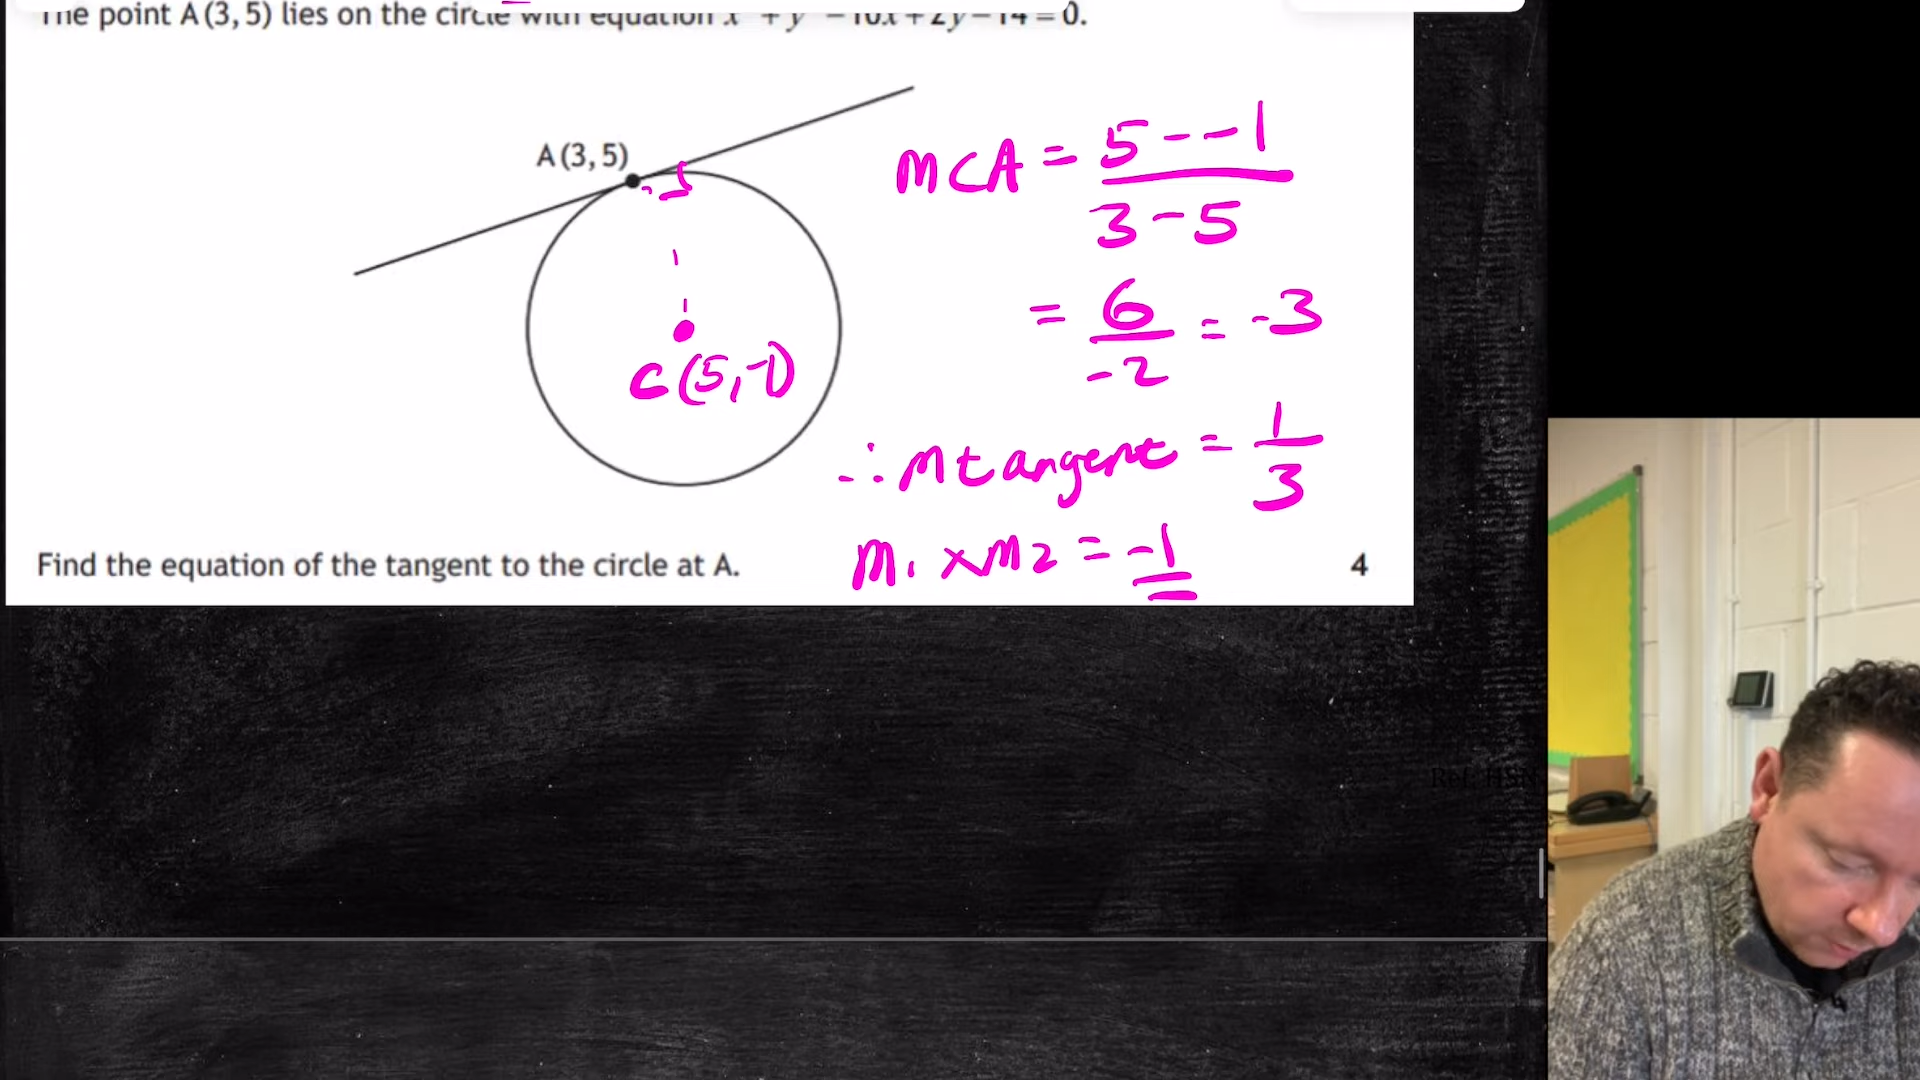 The point A(3,5) lies on the circle with equation x² + y² − 10x + 2y − 14 = 0.
A(3,5)
C(5,-1)
MCA = 5--1 / 3-5
= 6/-2 = -3
∴ Mtangent = 1/3
M₁ × M2 = -1
Find the equation of the tangent to the circle at A.
4
Ref: HSN